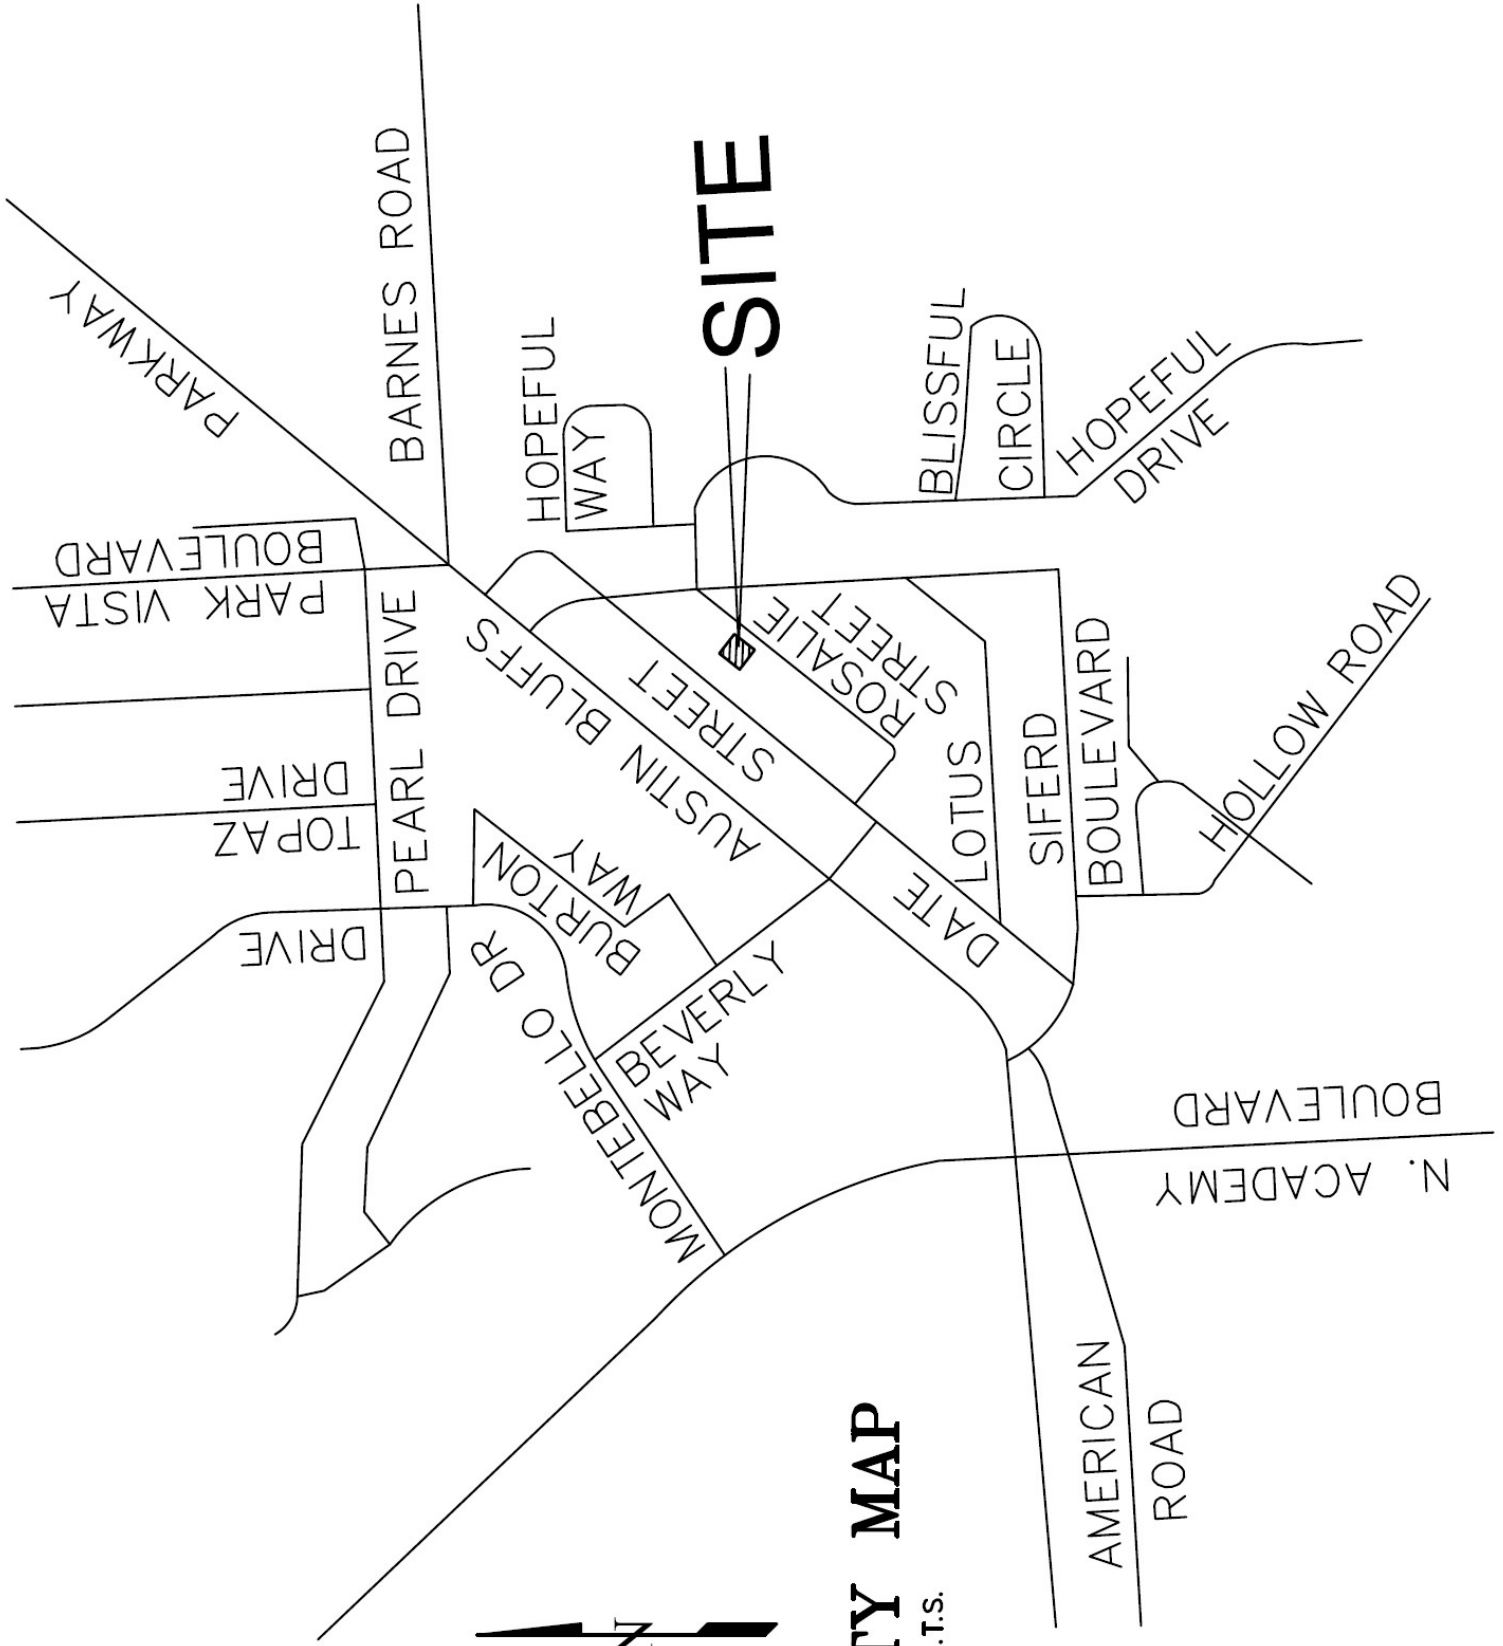 PARKWAY
BARNES ROAD
BOULEVARD
PARK VISTA
HOPEFUL
WAY
SITE
BLISSFUL
CIRCLE
HOPEFUL
DRIVE
PEARL DRIVE
DRIVE
TOPAZ
AUSTIN BLUFFS
STREET
DATE
ROSALIE
STREET
LOTUS
SIFERD
BOULEVARD
HOLLOW ROAD
DRIVE
BURTON
WAY
MONTEBELLO DR
BEVERLY
WAY
BOULEVARD
N. ACADEMY
AMERICAN
ROAD
N
TY MAP
.T.S.